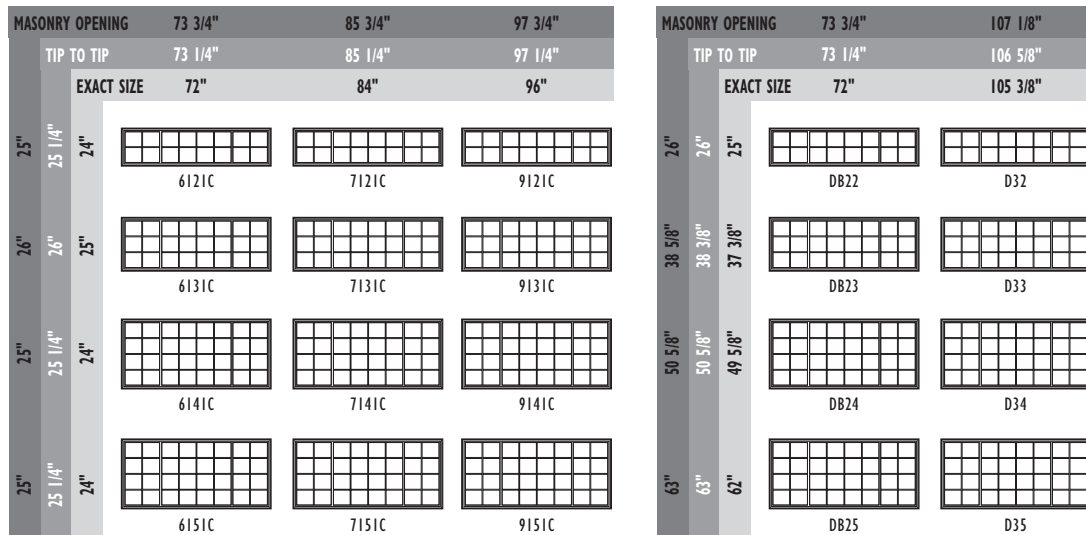 MASONRY OPENING 73 3/4" 85 3/4" 97 3/4"
TIP TO TIP 73 1/4" 85 1/4" 97 1/4"
EXACT SIZE 72" 84" 96"
25" 25 1/4" 24"
6121C 7121C 9121C
26" 26" 25"
6131C 7131C 9131C
25" 25 1/4" 24"
6141C 7141C 9141C
25" 25 1/4" 24"
6151C 7151C 9151C
MASONRY OPENING 73 3/4" 107 1/8"
TIP TO TIP 73 1/4" 106 5/8"
EXACT SIZE 72" 105 3/8"
26" 26" 25"
DB22 D32
38 5/8" 38 3/8" 37 3/8"
DB23 D33
50 5/8" 50 5/8" 49 5/8"
DB24 D34
63" 63" 62"
DB25 D35